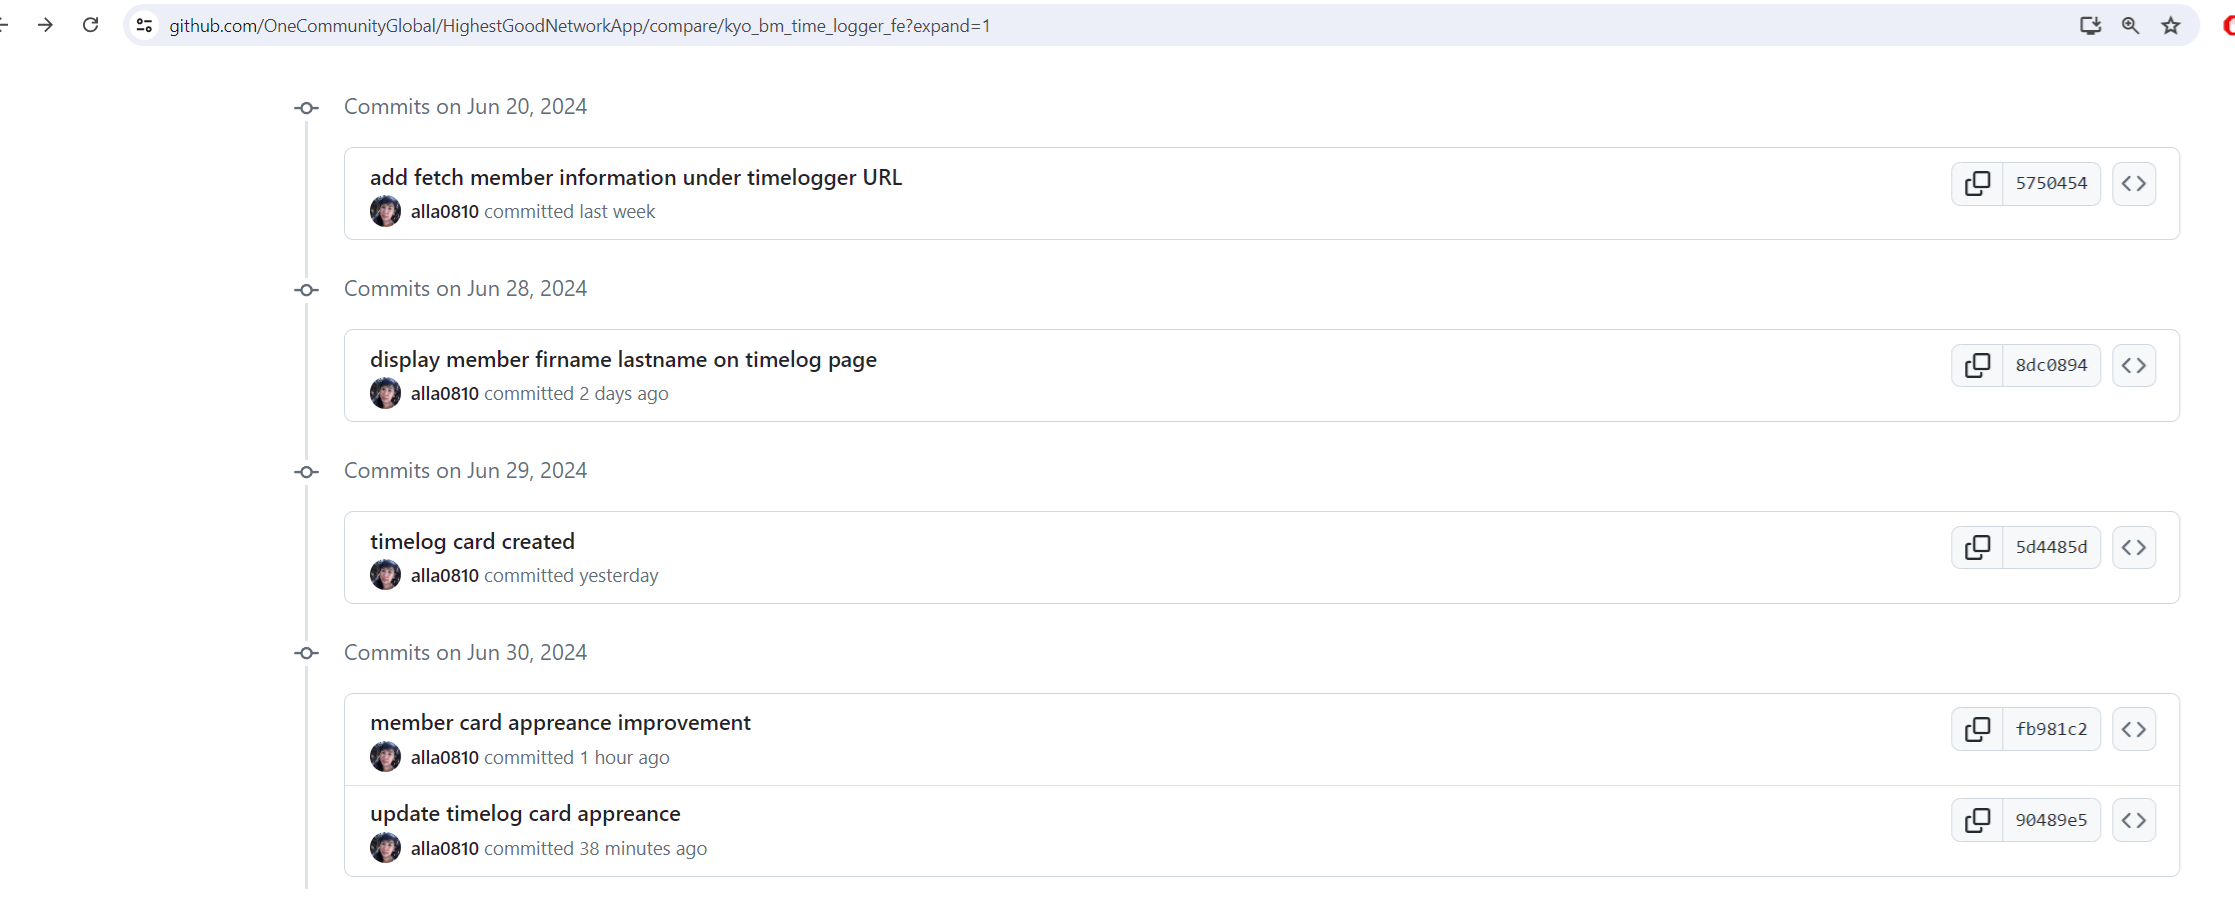 github.com/OneCommunityGlobal/HighestGoodNetworkApp/compare/kyo_bm_time_logger_fe?expand=1
Commits on Jun 20, 2024
add fetch member information under timelogger URL
5750454
alla0810 committed last week
Commits on Jun 28, 2024
display member firname lastname on timelog page
8dc0894
alla0810 committed 2 days ago
Commits on Jun 29, 2024
timelog card created
5d4485d
alla0810 committed yesterday
Commits on Jun 30, 2024
member card appreance improvement
fb981c2
alla0810 committed 1 hour ago
update timelog card appreance
90489e5
alla0810 committed 38 minutes ago